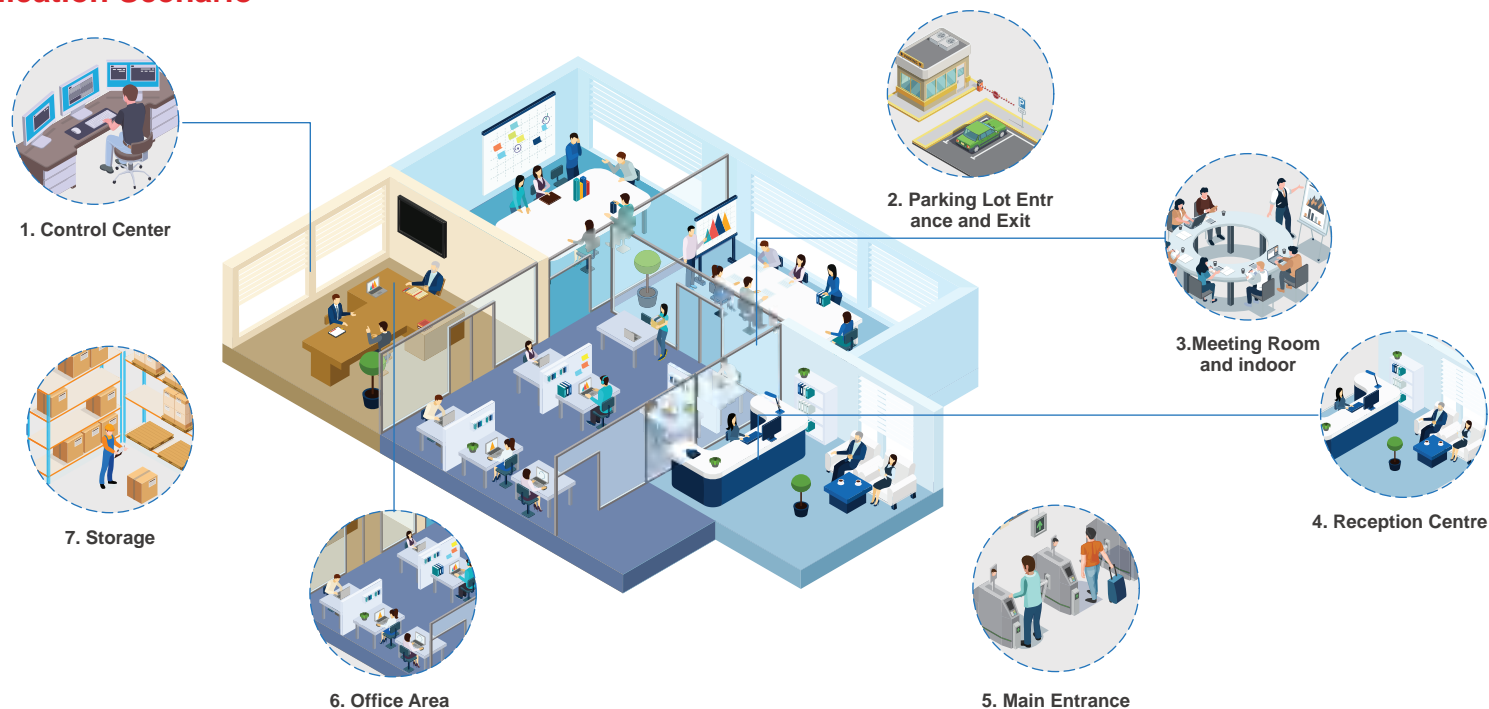 Scenario
1. Control Center
2. Parking Lot Entr
ance and Exit
3.Meeting Room
and indoor
4. Reception Centre
5. Main Entrance
6. Office Area
7. Storage